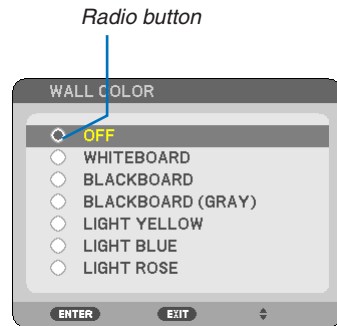 Radio button
WALL COLOR
OFF
WHITEBOARD
BLACKBOARD
BLACKBOARD (GRAY)
LIGHT YELLOW
LIGHT BLUE
LIGHT ROSE
ENTER EXIT